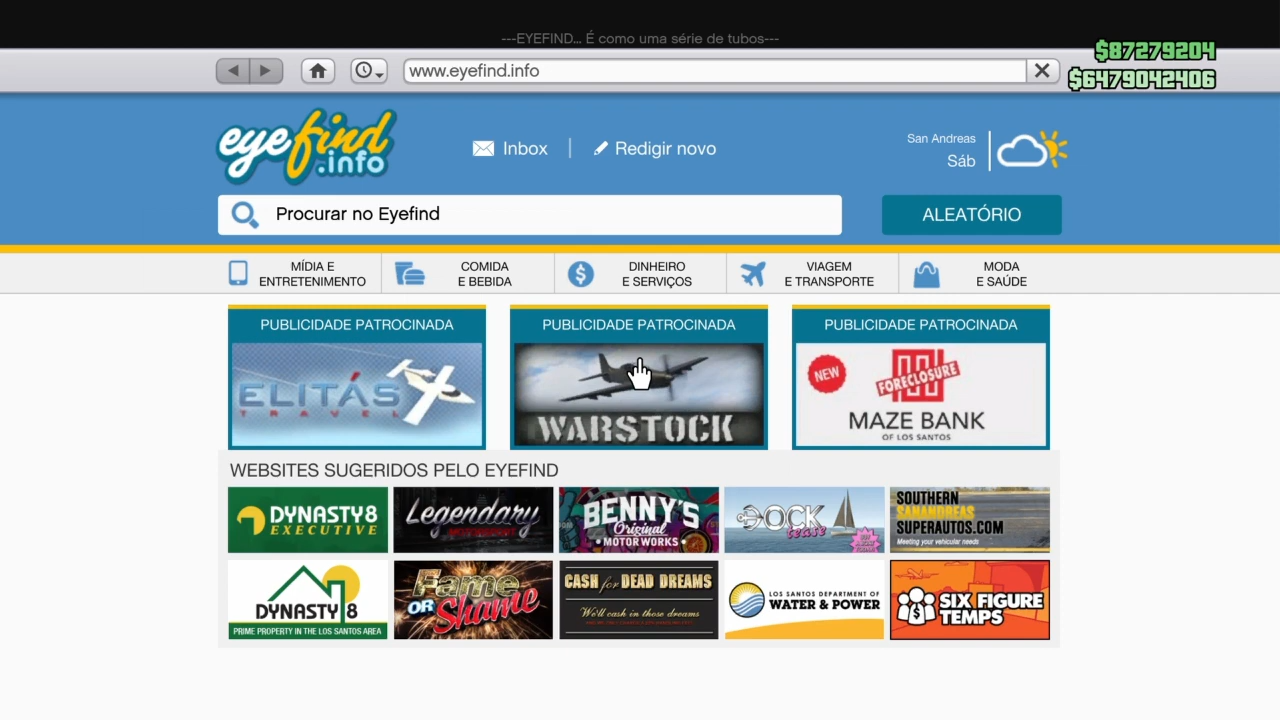 ---EYEFIND... É como uma série de tubos---
$87279204
www.eyefind.info
$6479042406
eyefind
.info
Inbox
Redigir novo
San Andreas
Sáb
Procurar no Eyefind
ALEATÓRIO
MÍDIA E
ENTRETENIMENTO
COMIDA
E BEBIDA
DINHEIRO
E SERVIÇOS
VIAGEM
E TRANSPORTE
MODA
E SAÚDE
PUBLICIDADE PATROCINADA
ELITÁS
TRAVEL
PUBLICIDADE PATROCINADA
WARSTOCK
PUBLICIDADE PATROCINADA
NEW
FORECLOSURE
MAZE BANK
OF LOS SANTOS
WEBSITES SUGERIDOS PELO EYEFIND
DYNASTY 8
EXECUTIVE
Legendary
MOTORSPORT
BENNY'S
Original
MOTORWORKS
DOCK
tease
SOUTHERN
SANANDREAS
SUPERAUTOS.COM
Meeting your vehicular needs
DYNASTY 8
PRIME PROPERTY IN THE LOS SANTOS AREA
Fame
OR
Shame
CASH for DEAD DREAMS
We'll cash in those dreams
LOS SANTOS DEPARTMENT OF
WATER & POWER
SIX FIGURE
TEMPS